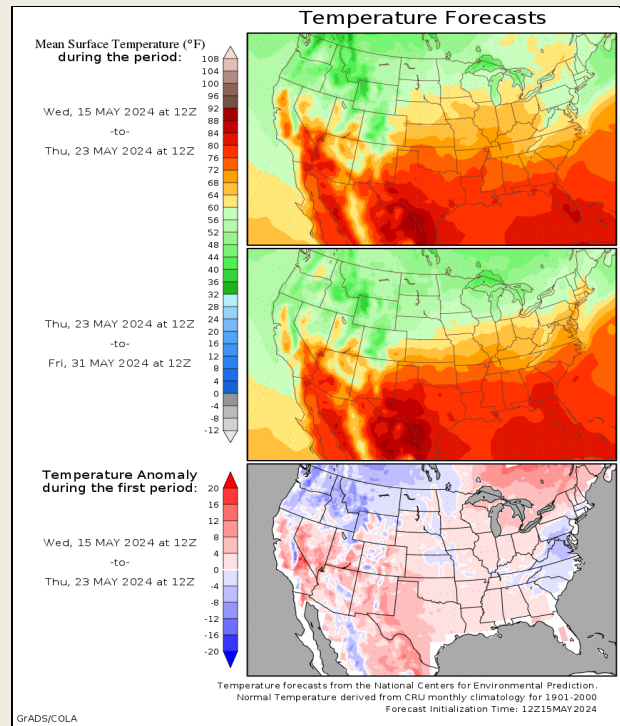 Temperature Forecasts
Mean Surface Temperature (°F)
during the period:
108
104
100
96
92
88
84
80
76
72
68
64
60
56
52
48
44
40
36
32
28
24
20
16
12
8
4
0
-4
-8
-12
Wed, 15 MAY 2024 at 12Z
-to-
Thu, 23 MAY 2024 at 12Z
Thu, 23 MAY 2024 at 12Z
-to-
Fri, 31 MAY 2024 at 12Z
Temperature Anomaly
during the first period:
20
16
12
8
4
0
-4
-8
-12
-16
-20
Wed, 15 MAY 2024 at 12Z
-to-
Thu, 23 MAY 2024 at 12Z
Temperature forecasts from the National Centers for Environmental Prediction.
Normal Temperature derived from CRU monthly climatology for 1901-2000
Forecast Initialization Time: 12Z15MAY2024
GrADS/COLA